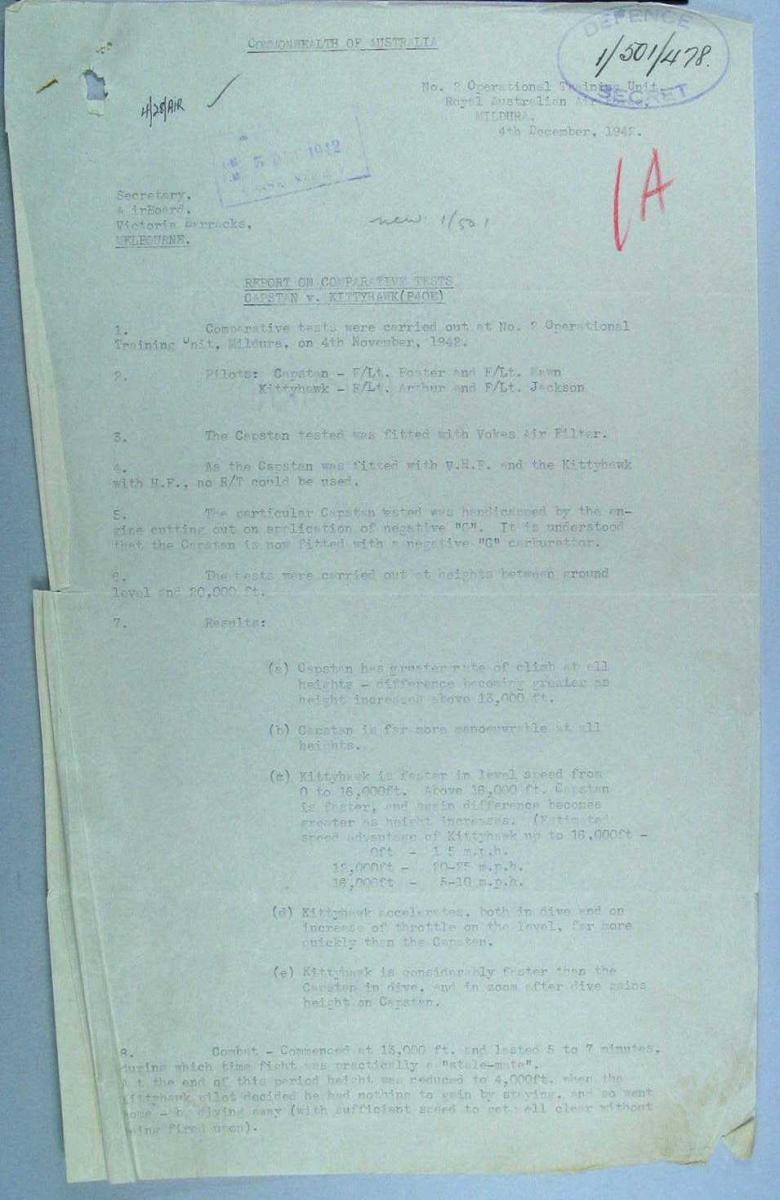 COMMONWEALTH OF AUSTRALIA
DEFENCE
1/501/478.
SECRET
No. 2 Operational Training Unit,
Royal Australian Air
MILDURA.
4th December, 1942.
4/28/AIR
5 1942
1A
Secretary,
AirBoard,
Victoria Barracks,
MELBOURNE.
new 1/501
REPORT ON COMPARATIVE TESTS
CAPSTAN v. KITTYHAWK(P40E)
1. Comparative tests were carried out at No. 2 Operational
Training Unit, Mildura, on 4th November, 1942.
2. Pilots: Capstan - F/Lt. Foster and F/Lt. Hawn
Kittyhawk - F/Lt. Arthur and F/Lt. Jackson
3. The Capstan tested was fitted with Vokes Air Filter.
4. As the Capstan was fitted with V.H.F. and the Kittyhawk
with H.F., no R/T could be used.
5. The particular Capstan tested was handicapped by the en-
gine cutting out on application of negative "G". It is understood
that the Capstan is now fitted with a negative "G" carburettor.
6. The tests were carried out at heights between ground
level and 20,000 ft.
7. Results:
(a) Capstan has greater rate of climb at all
heights - difference becoming greater as
height increases above 13,000 ft.
(b) Capstan is far more manoeuvrable at all
heights.
(c) Kittyhawk is faster in level speed from
0 to 16,000ft. Above 16,000 ft. Capstan
is faster, and again difference becomes
greater as height increases. (Estimated
speed advantage of Kittyhawk up to 16,000ft -
0ft - 15 m.p.h.
12,000ft - 20-25 m.p.h.
16,000ft - 5-10 m.p.h.
(d) Kittyhawk accelerates, both in dive and on
increase of throttle on the level, far more
quickly than the Capstan.
(e) Kittyhawk is considerably faster than the
Capstan in dive, and in zoom after dive gains
height on Capstan.
8. Combat - Commenced at 13,000 ft. and lasted 5 to 7 minutes,
during which time fight was practically a "stale-mate".
At the end of this period height was reduced to 4,000ft. when the
Kittyhawk pilot decided he had nothing to gain by staying, and so went
home - by diving away (with sufficient speed to get well clear without
being fired upon).